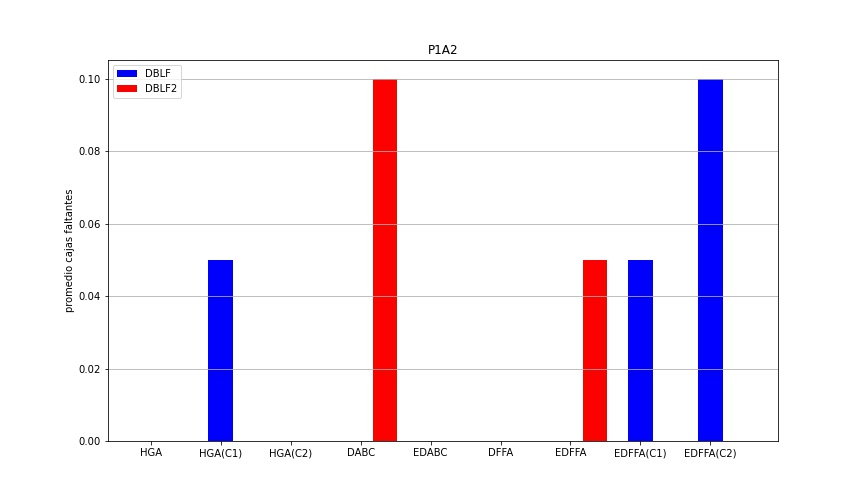 P1A2
DBLF
DBLF2
promedio cajas faltantes
0.10
0.08
0.06
0.04
0.02
0.00
HGA HGA(C1) HGA(C2) DABC EDABC DFFA EDFFA EDFFA(C1) EDFFA(C2)